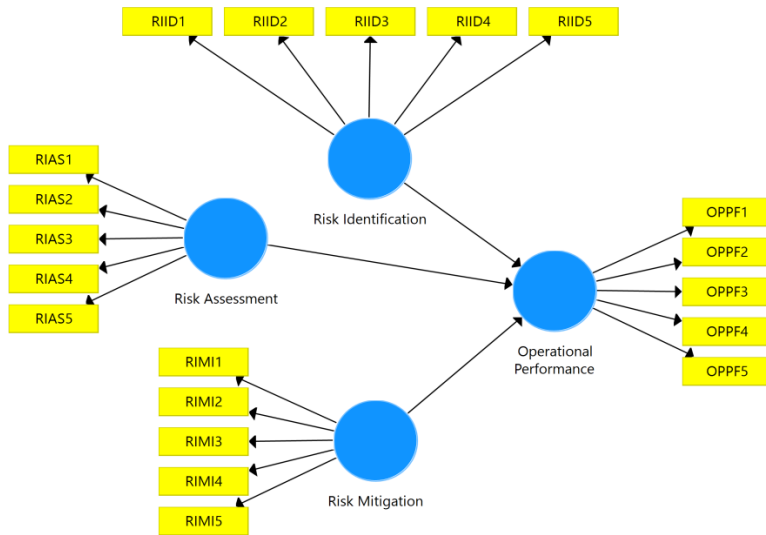 RIID1
RIID2
RIID3
RIID4
RIID5
Risk Identification
RIAS1
RIAS2
RIAS3
RIAS4
RIAS5
Risk Assessment
OPPF1
OPPF2
OPPF3
OPPF4
OPPF5
Operational
Performance
RIMI1
RIMI2
RIMI3
RIMI4
RIMI5
Risk Mitigation